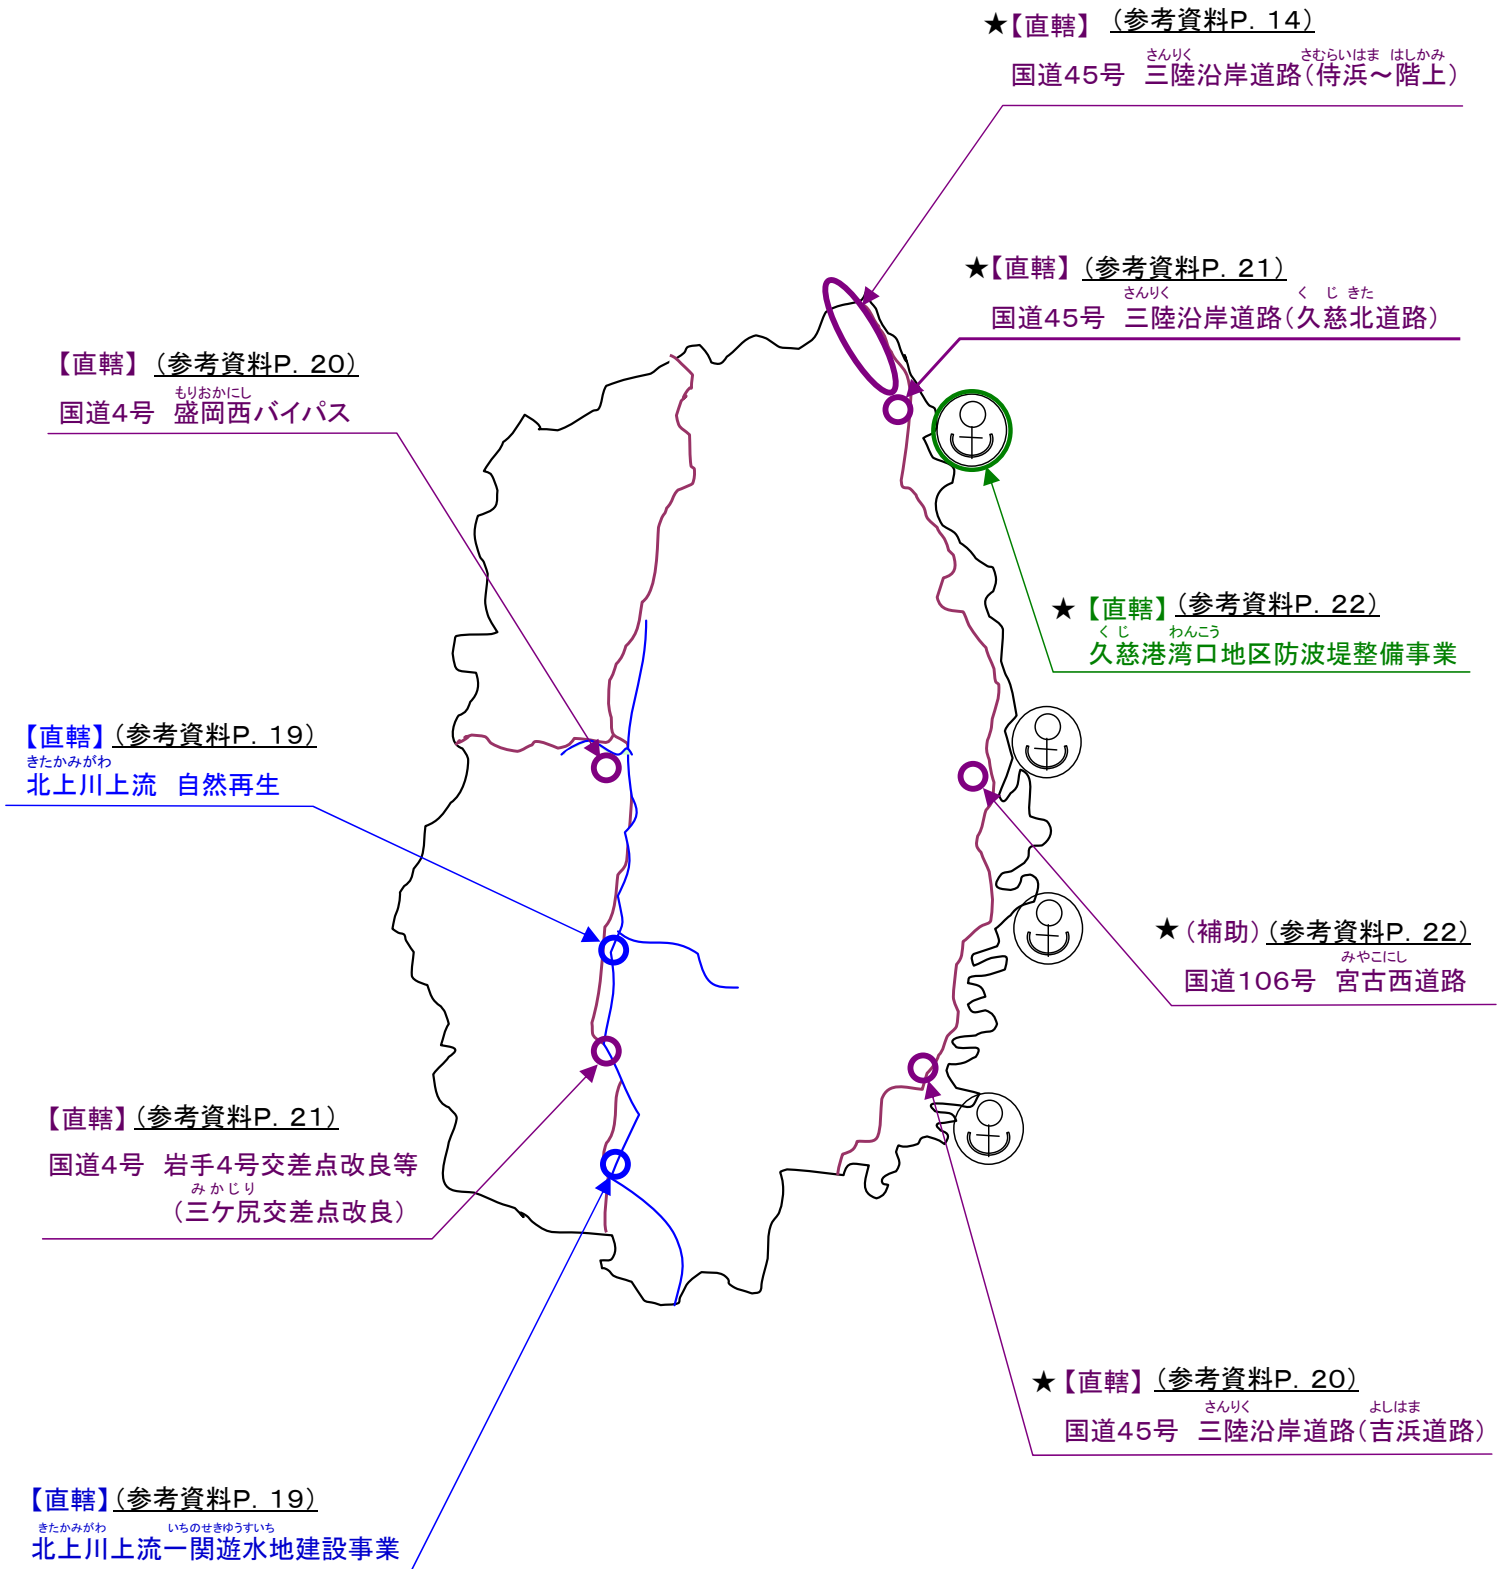 ★【直轄】 (参考資料P. 14)
さんりく さむらいはま はしかみ
国道45号 三陸沿岸道路(侍浜～階上)
★【直轄】 (参考資料P. 21)
さんりく く じ きた
国道45号 三陸沿岸道路(久慈北道路)
【直轄】 (参考資料P. 20)
もりおかにし
国道4号 盛岡西バイパス
★【直轄】 (参考資料P. 22)
く じ わんこう
久慈港湾口地区防波堤整備事業
【直轄】 (参考資料P. 19)
きたかみがわ
北上川上流 自然再生
★(補助) (参考資料P. 22)
みやこにし
国道106号 宮古西道路
【直轄】 (参考資料P. 21)
国道4号 岩手4号交差点改良等
みかじり
(三ケ尻交差点改良)
★【直轄】 (参考資料P. 20)
さんりく よしはま
国道45号 三陸沿岸道路(吉浜道路)
【直轄】 (参考資料P. 19)
きたかみがわ いちのせきゆうすいち
北上川上流一関遊水地建設事業